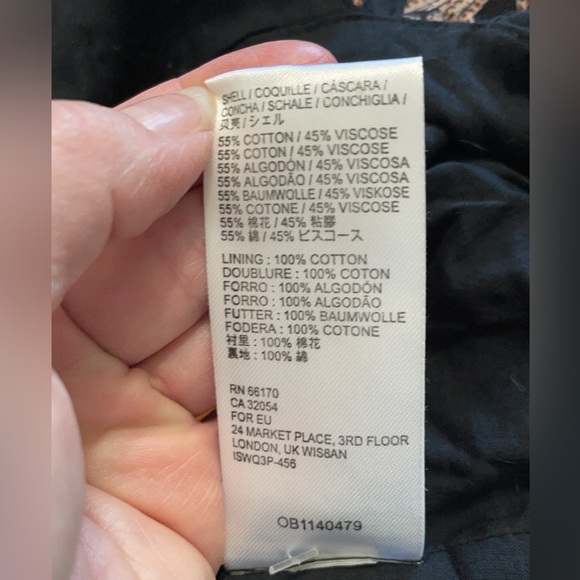 SHELL / COQUILLE / CÁSCARA /
CONCHA / SCHALE / CONCHIGLIA /
贝壳 / シェル
55% COTTON / 45% VISCOSE
55% COTON / 45% VISCOSE
55% ALGODÓN / 45% VISCOSA
55% ALGODÃO / 45% VISCOSA
55% BAUMWOLLE / 45% VISKOSE
55% COTONE / 45% VISCOSE
55% 棉花 / 45% 粘膠
55% 綿 / 45% ビスコース
LINING : 100% COTTON
DOUBLURE : 100% COTON
FORRO : 100% ALGODÓN
FORRO : 100% ALGODÃO
FUTTER : 100% BAUMWOLLE
FODERA : 100% COTONE
衬里 : 100% 棉花
裏地 : 100% 綿
RN 66170
CA 32054
FOR EU
24 MARKET PLACE, 3RD FLOOR
LONDON, UK WIS8AN
ISWQ3P-456
OB1140479